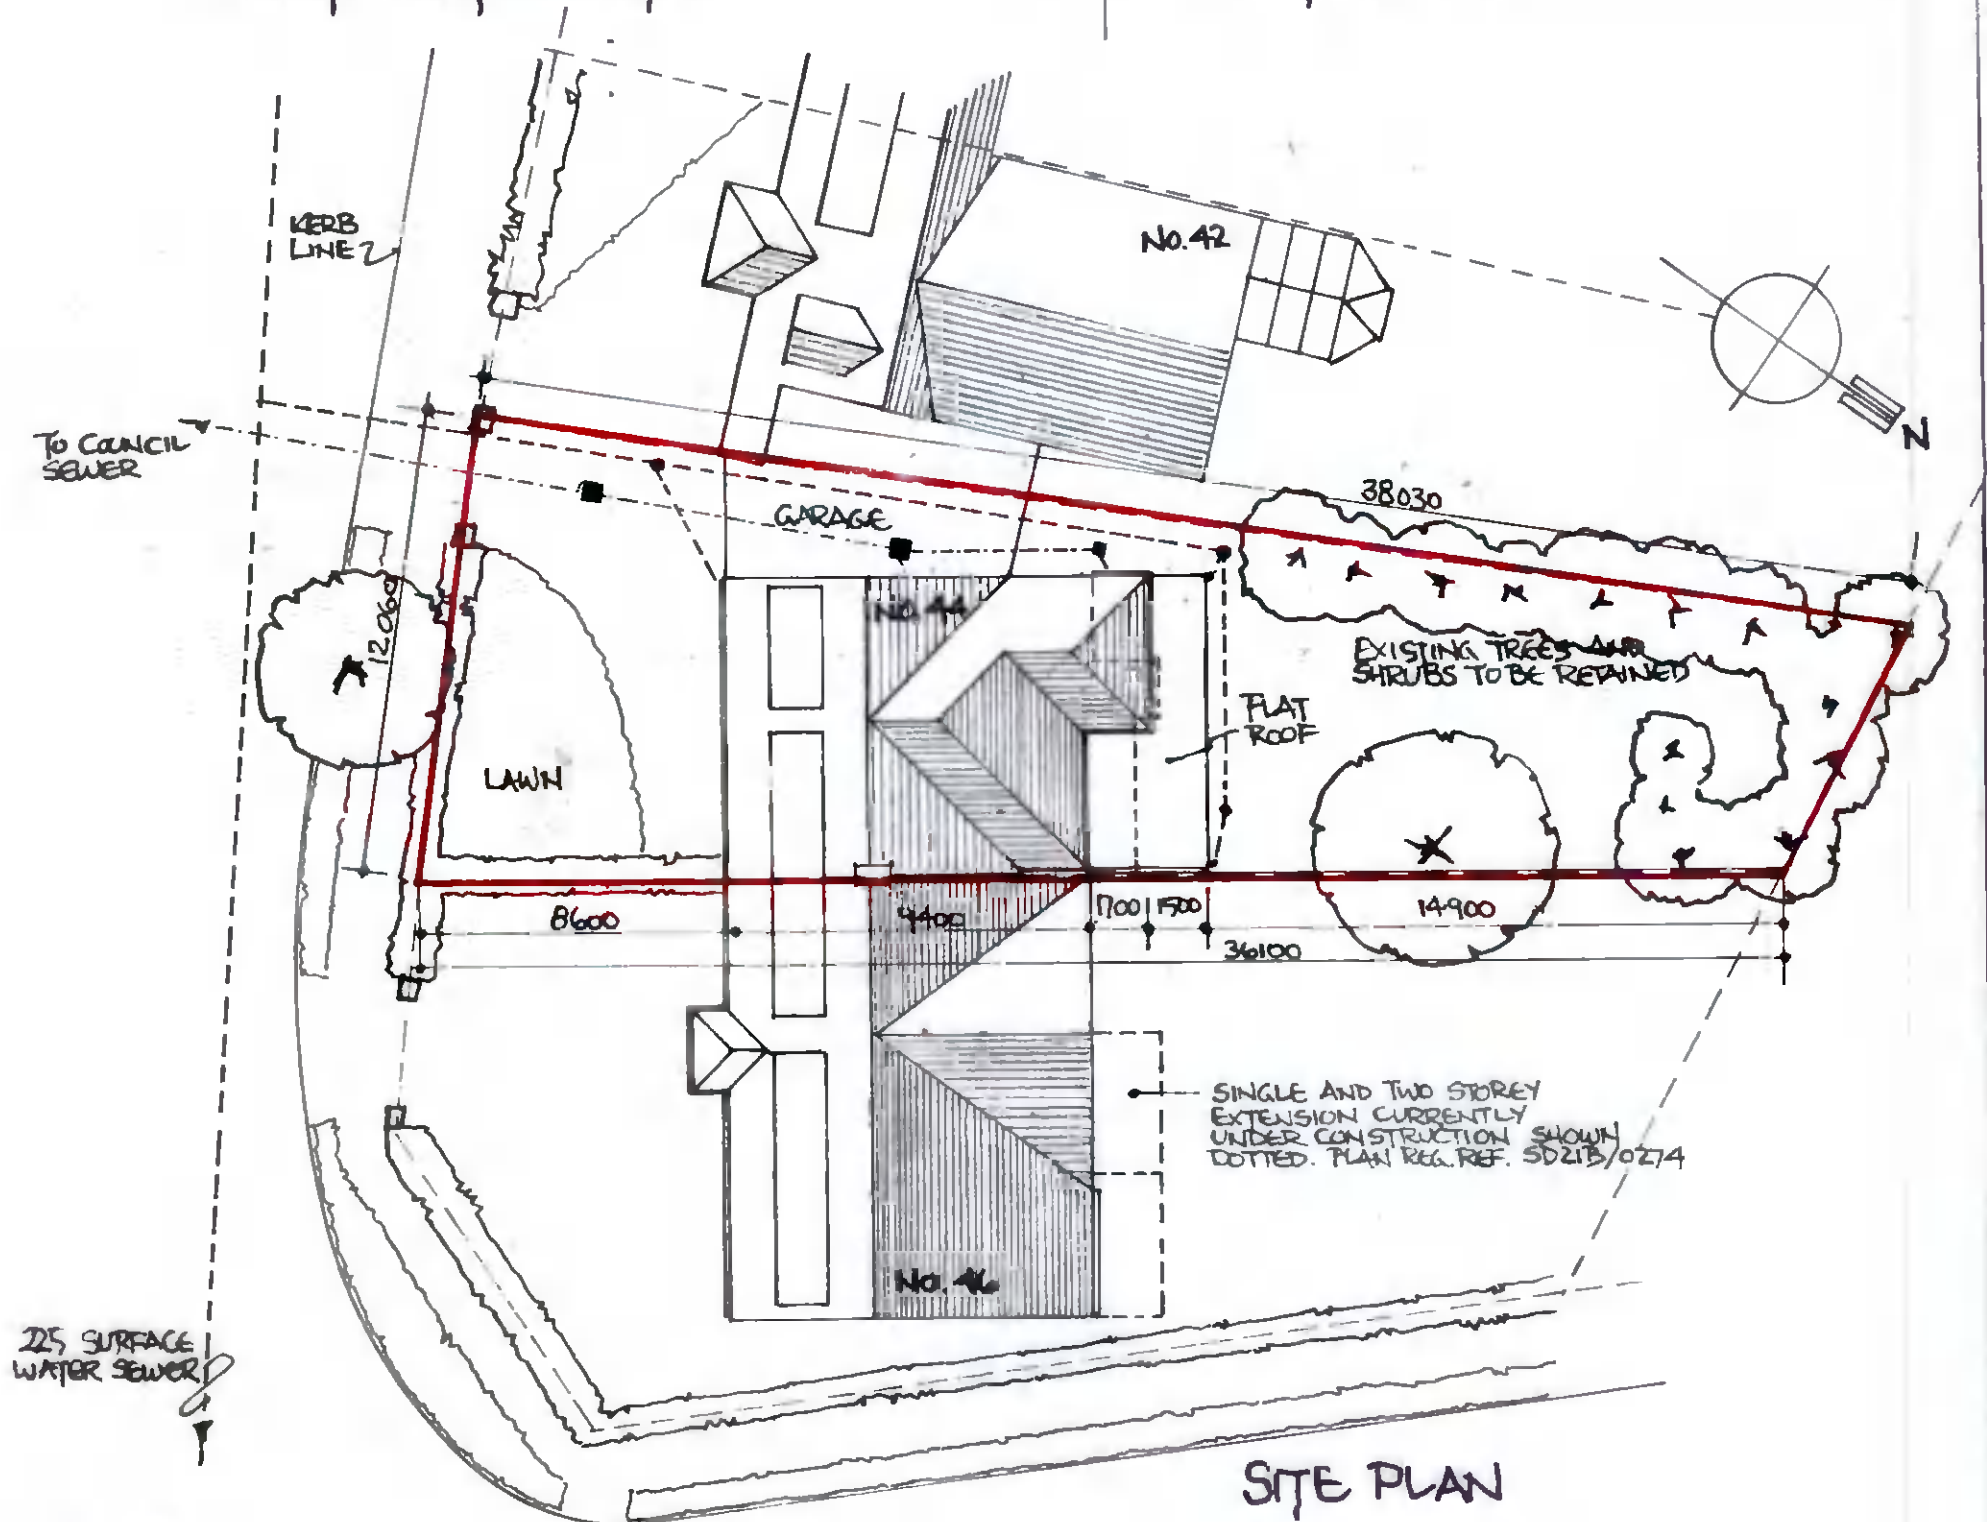 KERB
LINE
No. 42
N
TO COUNCIL
SEWER
38030
GARAGE
12060
No. 44
EXISTING TREES AND
SHRUBS TO BE RETAINED
FLAT
ROOF
LAWN
8600
9400
1700
1500
14900
36100
SINGLE AND TWO STOREY
EXTENSION CURRENTLY
UNDER CONSTRUCTION SHOWN
DOTTED. PLAN REG. REF. SD21B/0274
No. 46
225 SURFACE
WATER SEWER
SITE PLAN